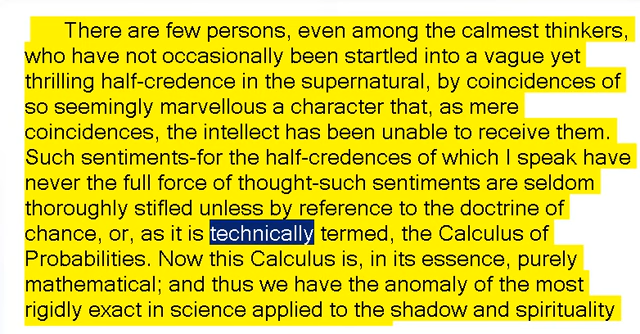 There are few persons, even among the calmest thinkers,
who have not occasionally been startled into a vague yet
thrilling half-credence in the supernatural, by coincidences of
so seemingly marvellous a character that, as mere
coincidences, the intellect has been unable to receive them.
Such sentiments-for the half-credences of which I speak have
never the full force of thought-such sentiments are seldom
thoroughly stifled unless by reference to the doctrine of
chance, or, as it is technically termed, the Calculus of
Probabilities. Now this Calculus is, in its essence, purely
mathematical; and thus we have the anomaly of the most
rigidly exact in science applied to the shadow and spirituality